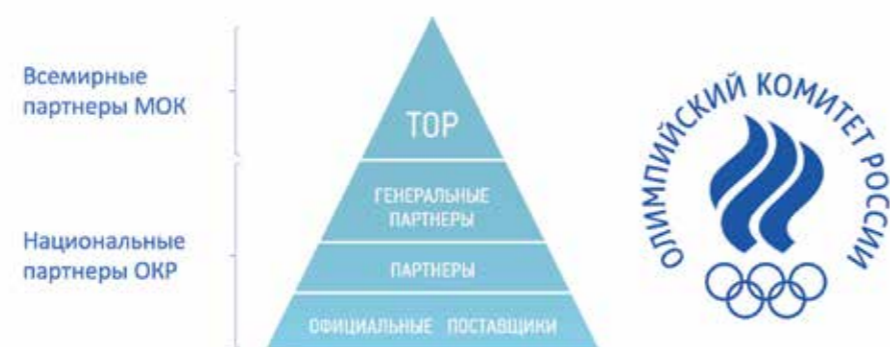 Всемирные
партнеры МОК
TOP
ГЕНЕРАЛЬНЫЕ
ПАРТНЕРЫ
Национальные
партнеры ОКР
ПАРТНЕРЫ
ОФИЦИАЛЬНЫЕ ПОСТАВЩИКИ
ОЛИМПИЙСКИЙ КОМИТЕТ РОССИИ